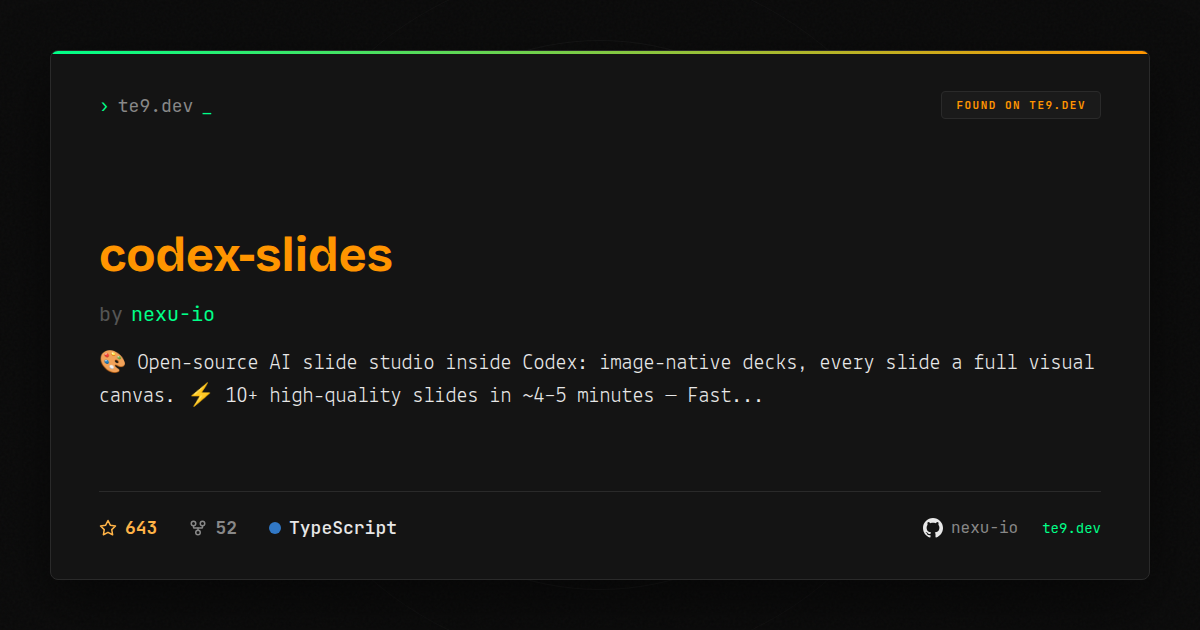 › te9.dev _
FOUND ON TE9.DEV
codex-slides
by nexu-io
🎨 Open-source AI slide studio inside Codex: image-native decks, every slide a full visual
canvas. ⚡ 10+ high-quality slides in ~4–5 minutes — Fast...
643 52 TypeScript
nexu-io te9.dev